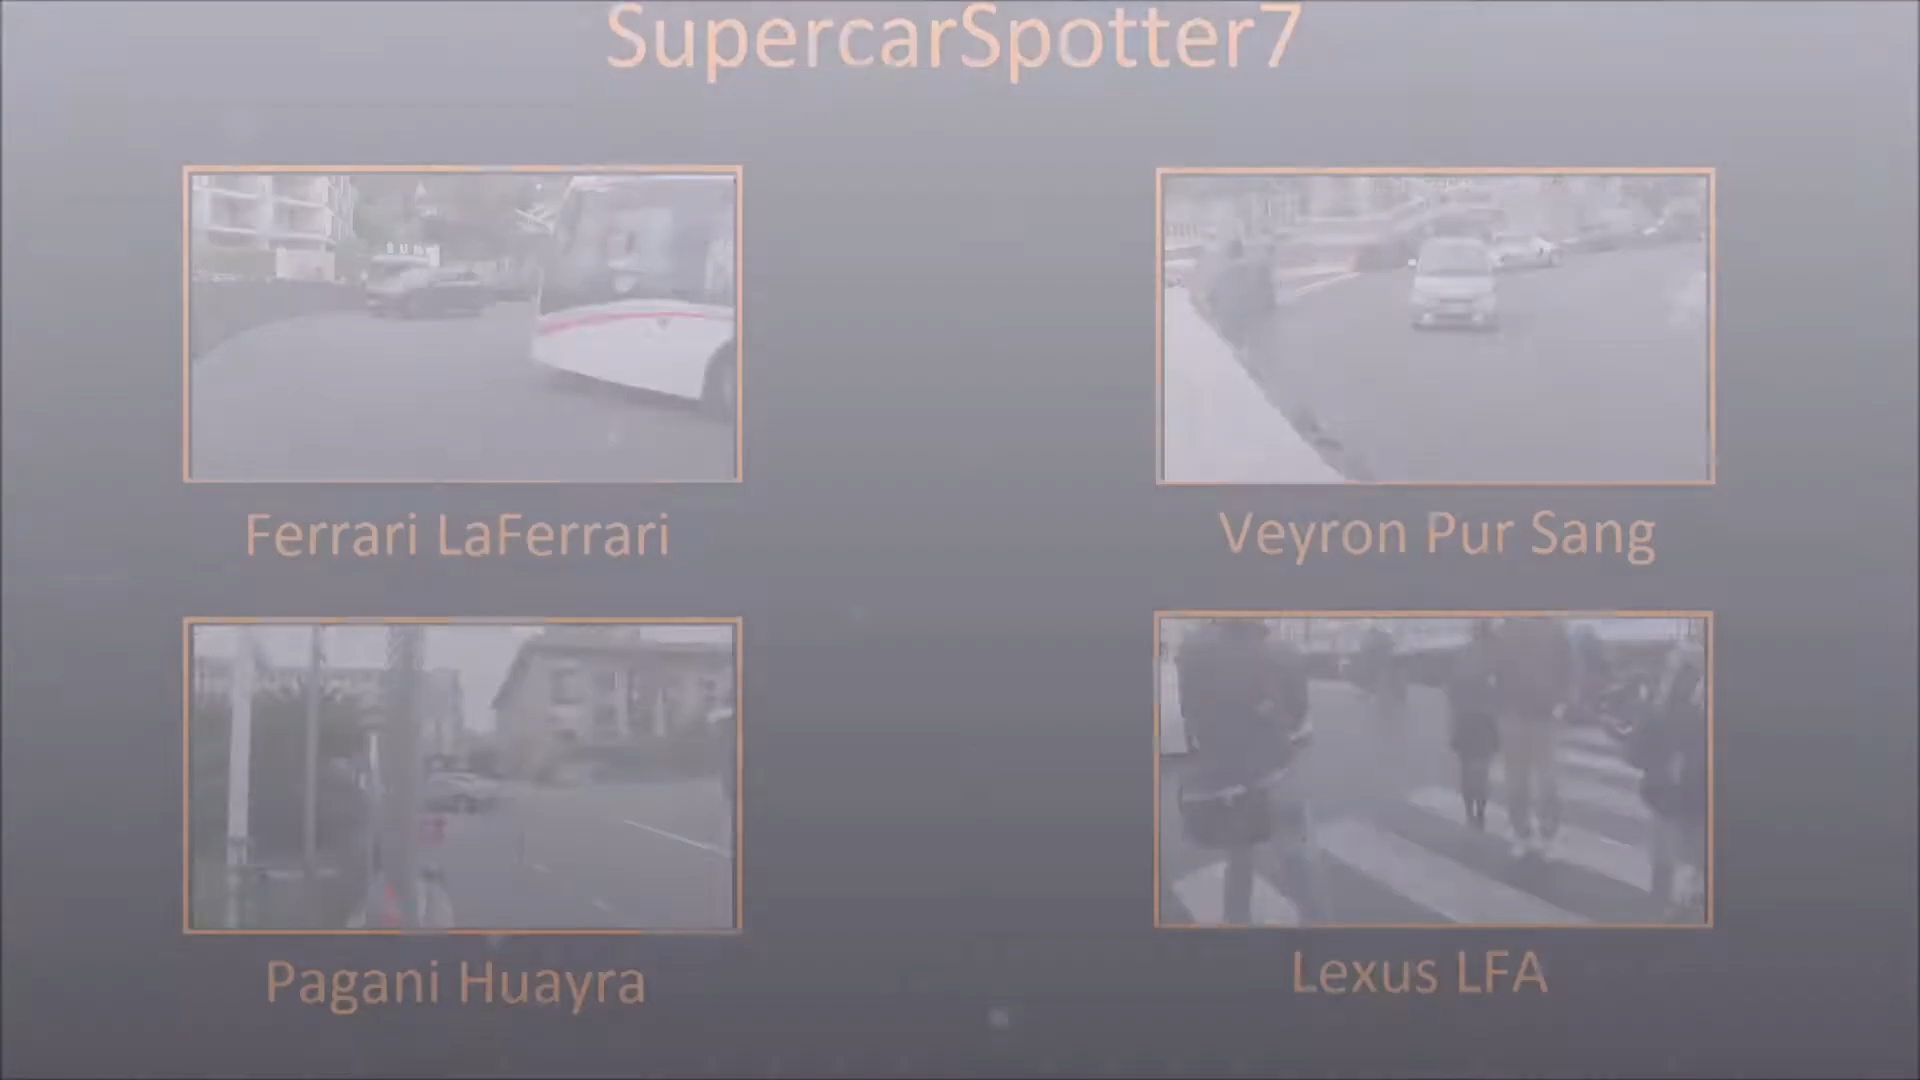 SupercarSpotter7
Ferrari LaFerrari
Veyron Pur Sang
Pagani Huayra
Lexus LFA